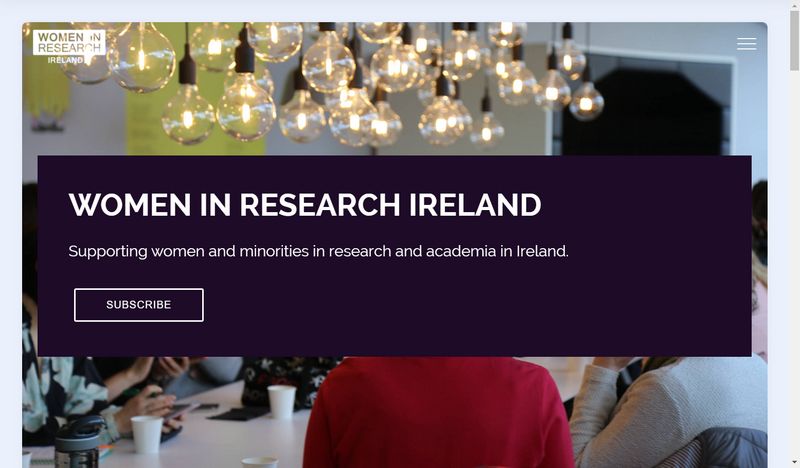 WOMEN IN
RESEARCH
IRELAND
WOMEN IN RESEARCH IRELAND
Supporting women and minorities in research and academia in Ireland.
SUBSCRIBE